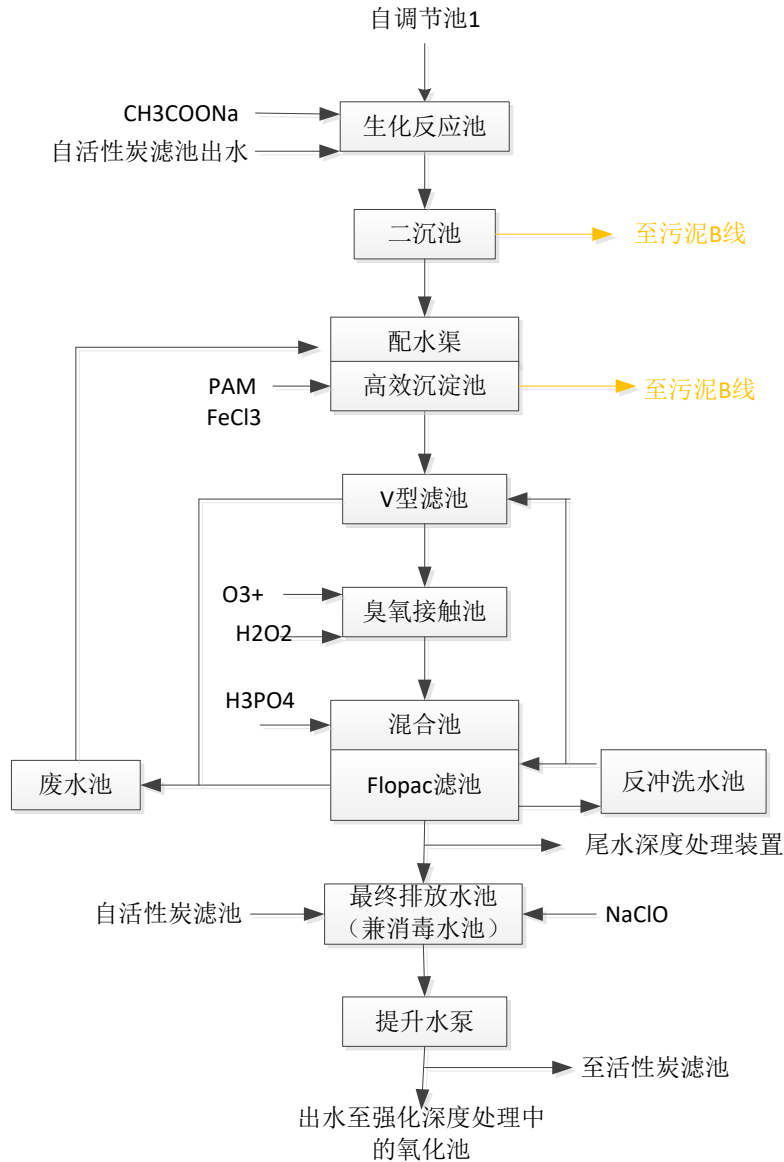 自调节池1
CH3COONa
生化反应池
自活性炭滤池出水
二沉池
至污泥B线
配水渠
PAM
高效沉淀池
至污泥B线
FeCl3
V型滤池
O3+
臭氧接触池
H2O2
H3PO4
混合池
废水池
Flopac滤池
反冲洗水池
尾水深度处理装置
自活性炭滤池
最终排放水池
（兼消毒水池）
NaClO
提升水泵
至活性炭滤池
出水至强化深度处理中
的氧化池